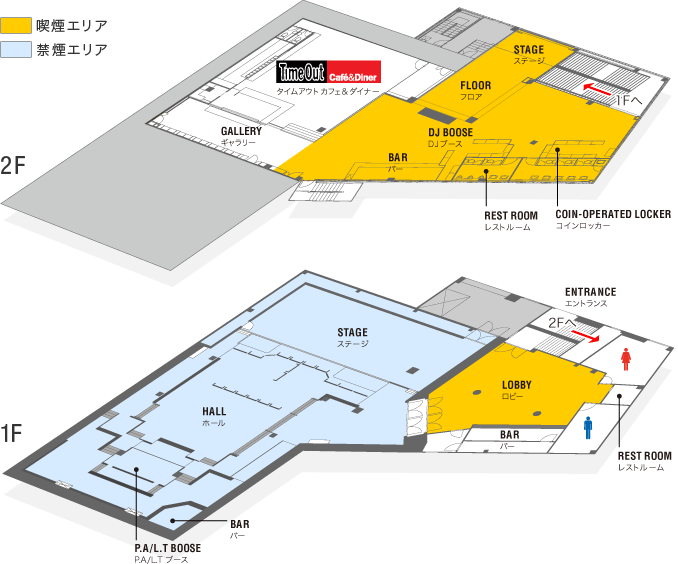 喫煙エリア
禁煙エリア
STAGE
ステージ
TimeOut Café&Diner
タイムアウト カフェ&ダイナー
FLOOR
フロア
1Fへ
GALLERY
ギャラリー
DJ BOOSE
DJ ブース
BAR
バー
2F
REST ROOM
レストルーム
COIN-OPERATED LOCKER
コインロッカー
ENTRANCE
エントランス
2Fへ
STAGE
ステージ
LOBBY
ロビー
HALL
ホール
1F
BAR
バー
REST ROOM
レストルーム
BAR
バー
P.A/L.T BOOSE
P.A/L.T ブース